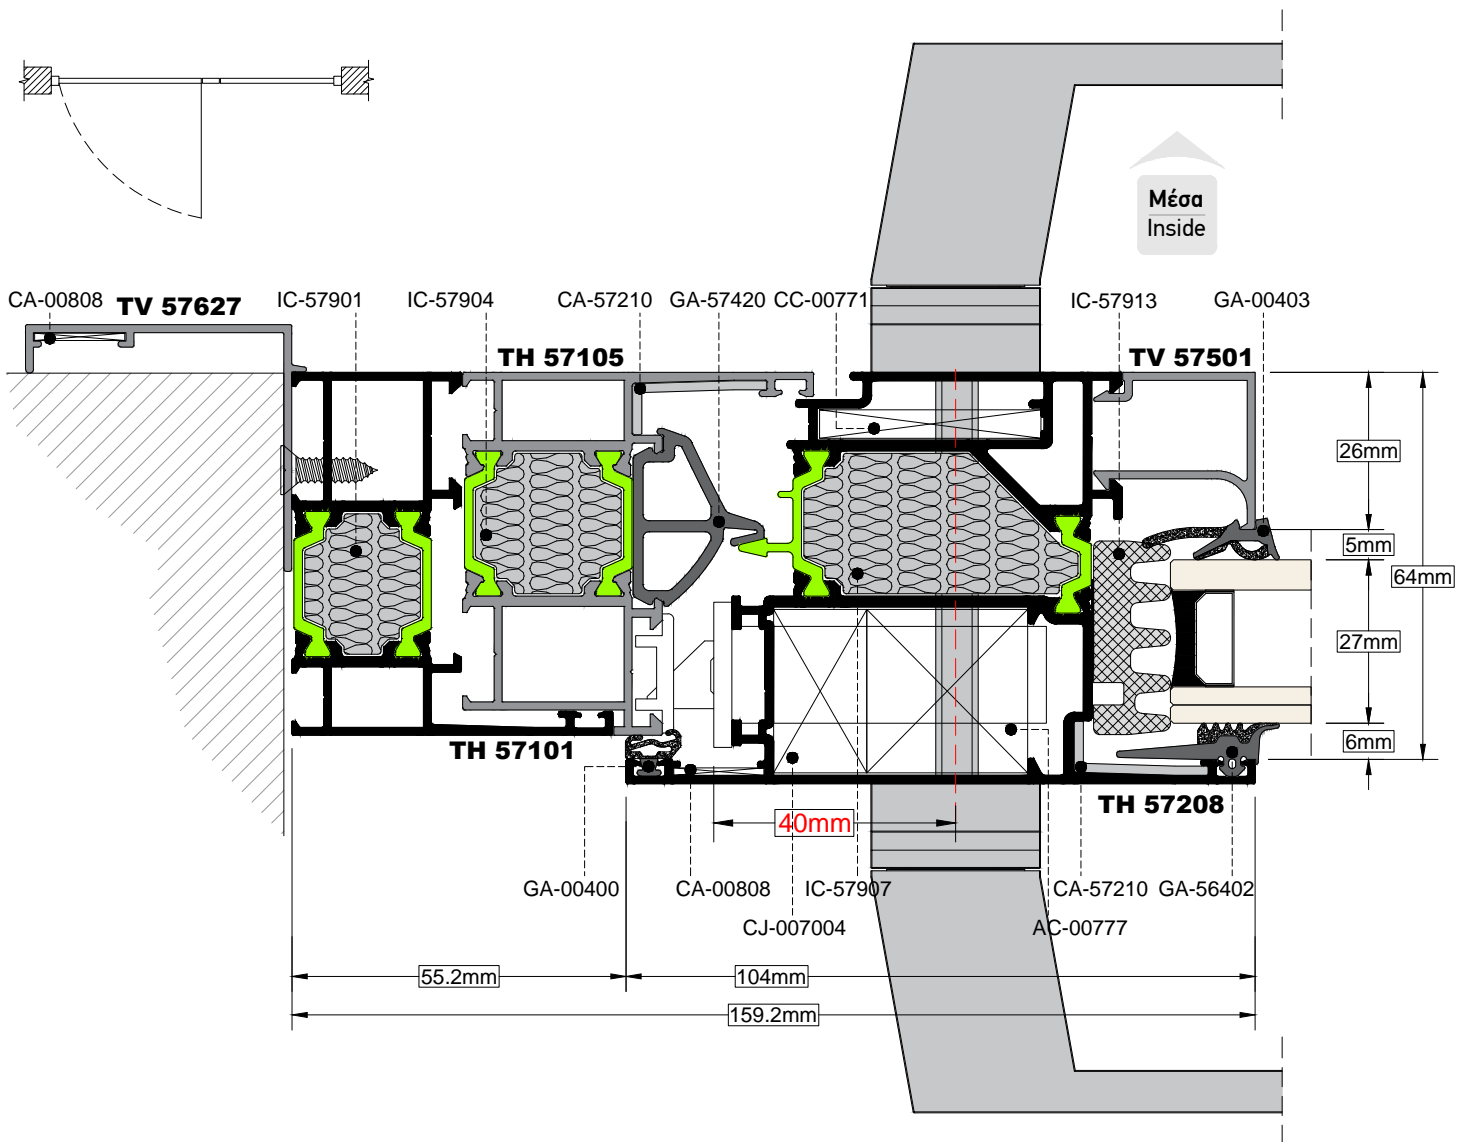 Μέσα
Inside
CA-00808
TV 57627
IC-57901
IC-57904
CA-57210
GA-57420
CC-00771
IC-57913
GA-00403
TH 57105
TV 57501
26mm
5mm
64mm
27mm
6mm
TH 57101
TH 57208
40mm
GA-00400
CA-00808
IC-57907
CA-57210
GA-56402
CJ-007004
AC-00777
55.2mm
104mm
159.2mm